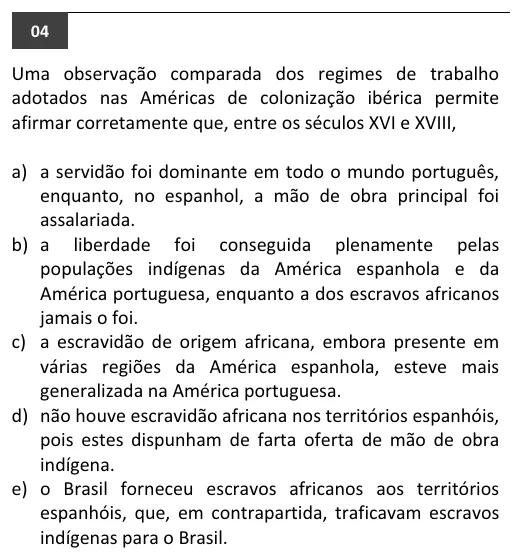 04
Uma observação comparada dos regimes de trabalho
adotados nas Américas de colonização ibérica permite
afirmar corretamente que, entre os séculos XVI e XVIII,
a) a servidão foi dominante em todo o mundo português,
enquanto, no espanhol, a mão de obra principal foi
assalariada.
b) a liberdade foi conseguida plenamente pelas
populações indígenas da América espanhola e da
América portuguesa, enquanto a dos escravos africanos
jamais o foi.
c) a escravidão de origem africana, embora presente em
várias regiões da América espanhola, esteve mais
generalizada na América portuguesa.
d) não houve escravidão africana nos territórios espanhóis,
pois estes dispunham de farta oferta de mão de obra
indígena.
e) o Brasil forneceu escravos africanos aos territórios
espanhóis, que, em contrapartida, traficavam escravos
indígenas para o Brasil.